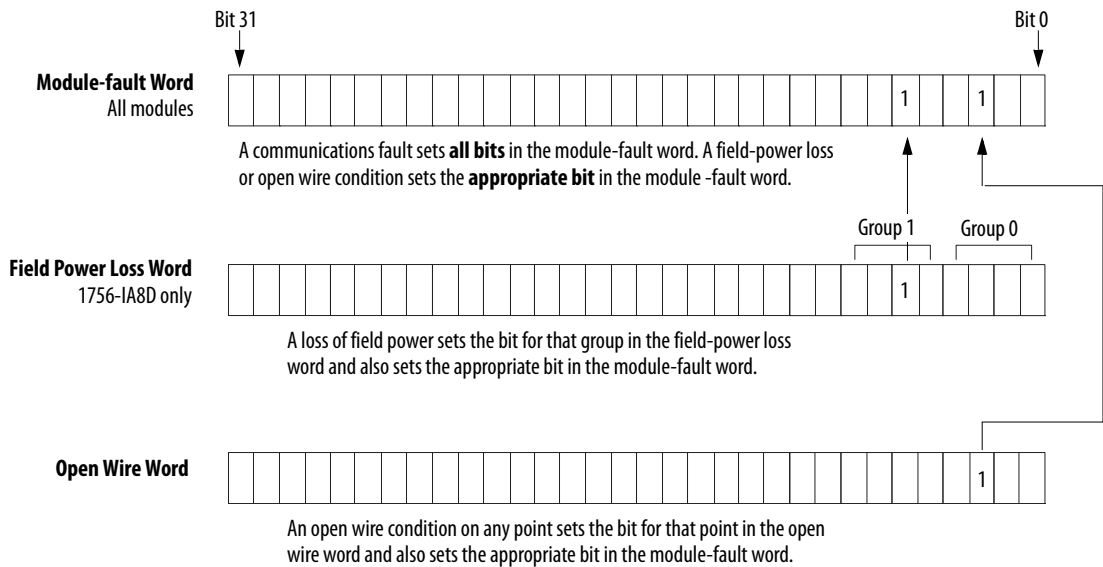 Bit 31 Bit 0
Module-fault Word
All modules
1 1
A communications fault sets all bits in the module-fault word. A field-power loss
or open wire condition sets the appropriate bit in the module -fault word.
Group 1 Group 0
Field Power Loss Word
1756-IA8D only
1
A loss of field power sets the bit for that group in the field-power loss
word and also sets the appropriate bit in the module-fault word.
Open Wire Word
1
An open wire condition on any point sets the bit for that point in the open
wire word and also sets the appropriate bit in the module-fault word.